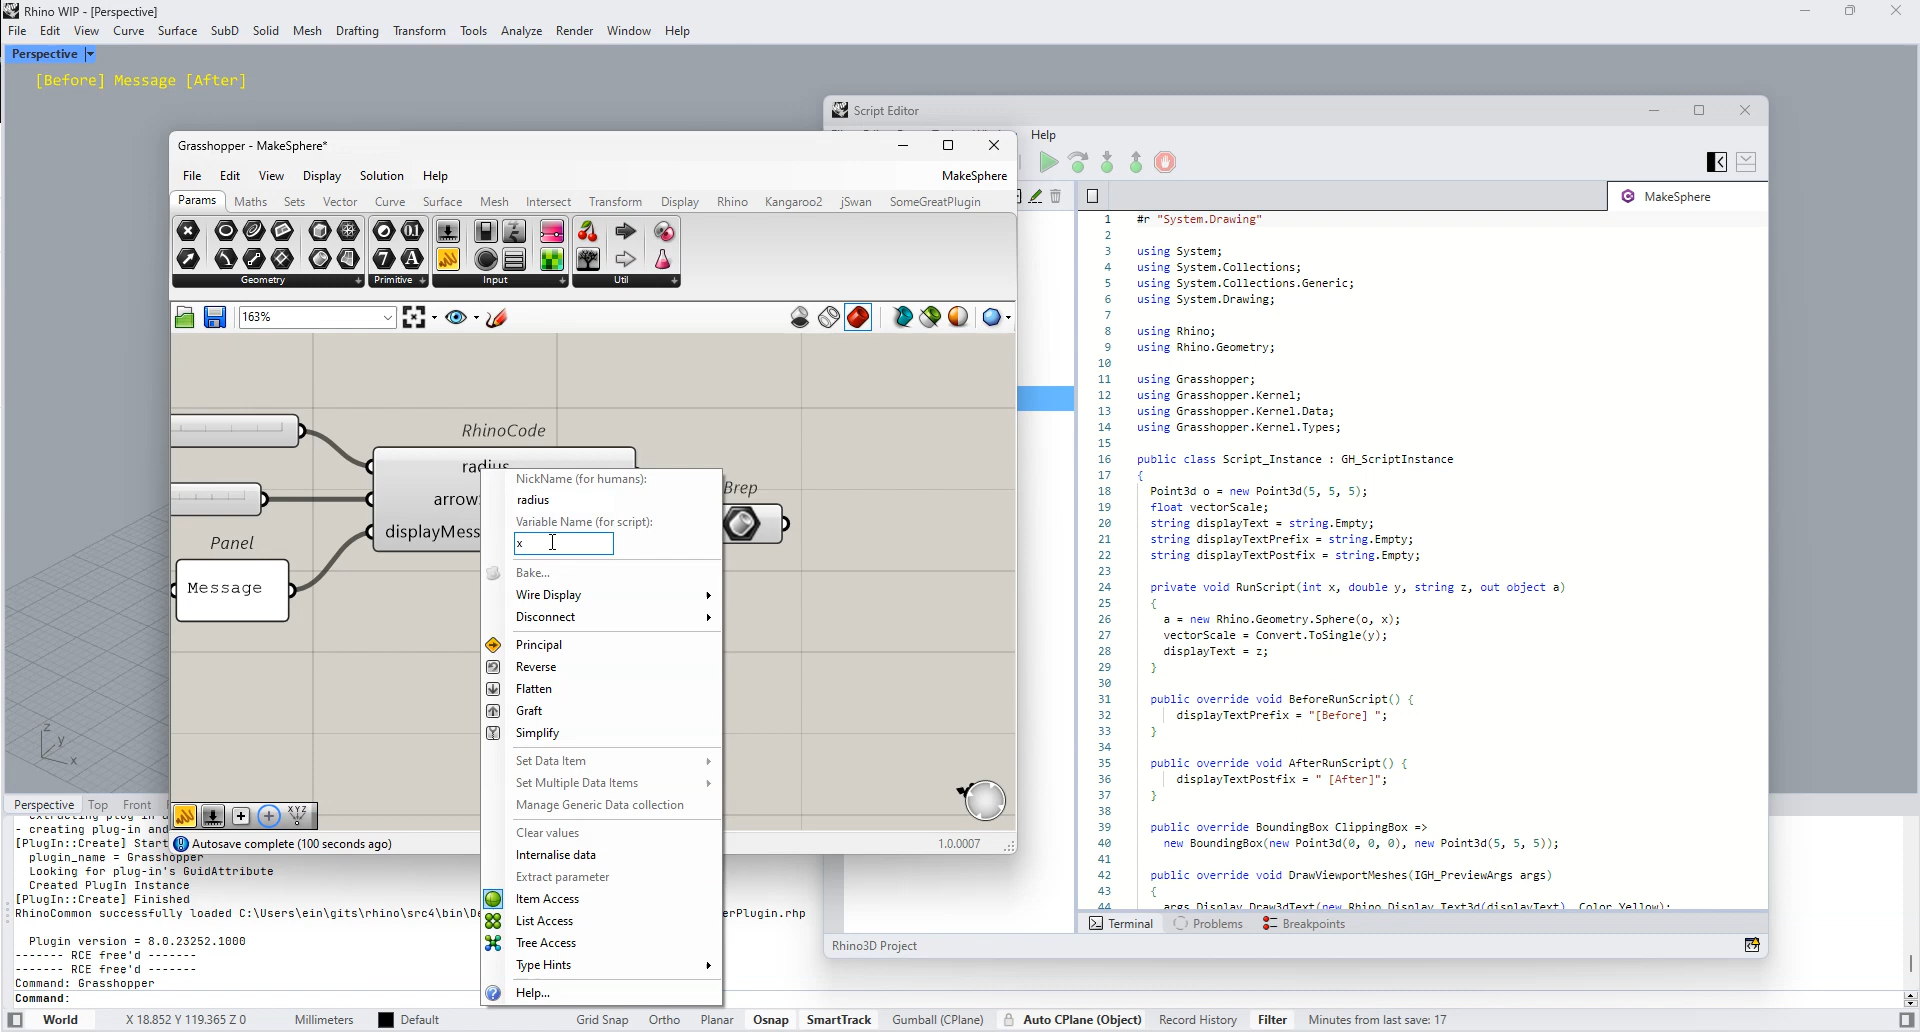 Rhino WIP - [Perspective]
File Edit View Curve Surface SubD Solid Mesh Drafting Transform Tools Analyze Render Window Help
Perspective
[Before] Message [After]
Script Editor
Help
Grasshopper - MakeSphere*
File Edit View Display Solution Help MakeSphere
Params Maths Sets Vector Curve Surface Mesh Intersect Transform Display Rhino Kangaroo2 jSwan SomeGreatPlugin
Geometry Primitive Input Util
163%
RhinoCode
radius
arrow
displayMess
Brep
Panel
Message
NickName (for humans):
radius
Variable Name (for script):
x
Bake...
Wire Display
Disconnect
Principal
Reverse
Flatten
Graft
Simplify
Set Data Item
Set Multiple Data Items
Manage Generic Data collection
Clear values
Internalise data
Extract parameter
Item Access
List Access
Tree Access
Type Hints
Help...
XYZ
Autosave complete (100 seconds ago)
1.0.0007
MakeSphere
1 #r "System.Drawing"
2
3 using System;
4 using System.Collections;
5 using System.Collections.Generic;
6 using System.Drawing;
7
8 using Rhino;
9 using Rhino.Geometry;
10
11 using Grasshopper;
12 using Grasshopper.Kernel;
13 using Grasshopper.Kernel.Data;
14 using Grasshopper.Kernel.Types;
15
16 public class Script_Instance : GH_ScriptInstance
17 {
18 Point3d o = new Point3d(5, 5, 5);
19 float vectorScale;
20 string displayText = string.Empty;
21 string displayTextPrefix = string.Empty;
22 string displayTextPostfix = string.Empty;
23
24 private void RunScript(int x, double y, string z, out object a)
25 {
26 a = new Rhino.Geometry.Sphere(o, x);
27 vectorScale = Convert.ToSingle(y);
28 displayText = z;
29 }
30
31 public override void BeforeRunScript() {
32 displayTextPrefix = "[Before] ";
33 }
34
35 public override void AfterRunScript() {
36 displayTextPostfix = " [After]";
37 }
38
39 public override BoundingBox ClippingBox =>
40 new BoundingBox(new Point3d(0, 0, 0), new Point3d(5, 5, 5));
41
42 public override void DrawViewportMeshes(IGH_PreviewArgs args)
43 {
44 args.Display.Draw3dText(new Rhino.Display.Text3d(displayText), Color.Yellow);
Terminal Problems Breakpoints
Rhino3D Project
z
y
x
Perspective Top Front
- creating plug-in and
[PlugIn::Create] Start
plugin_name = Grasshopper
Looking for plug-in's GuidAttribute
Created PlugIn Instance
[PlugIn::Create] Finished
RhinoCommon successfully loaded C:\Users\ein\gits\rhino\src4\bin\De erPlugin.rhp
Plugin version = 8.0.23252.1000
------- RCE free'd -------
------- RCE free'd -------
Command: Grasshopper
Command:
World X 18.852 Y 119.365 Z 0 Millimeters Default Grid Snap Ortho Planar Osnap SmartTrack Gumball (CPlane) Auto CPlane (Object) Record History Filter Minutes from last save: 17